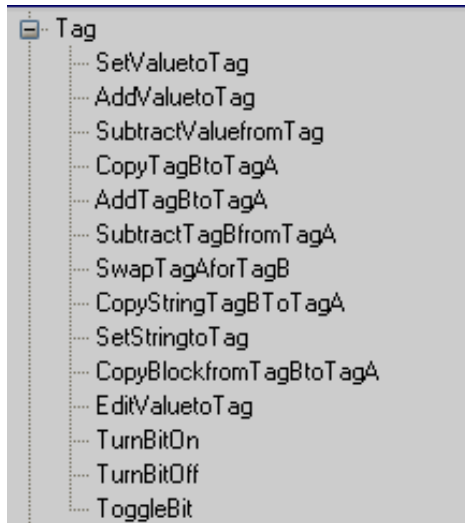 Tag
SetValuetoTag
AddValuetoTag
SubtractValuefromTag
CopyTagBtoTagA
AddTagBtoTagA
SubtractTagBfromTagA
SwapTagAforTagB
CopyStringTagBToTagA
SetStringtoTag
CopyBlockfromTagBtoTagA
EditValuetoTag
TurnBitOn
TurnBitOff
ToggleBit